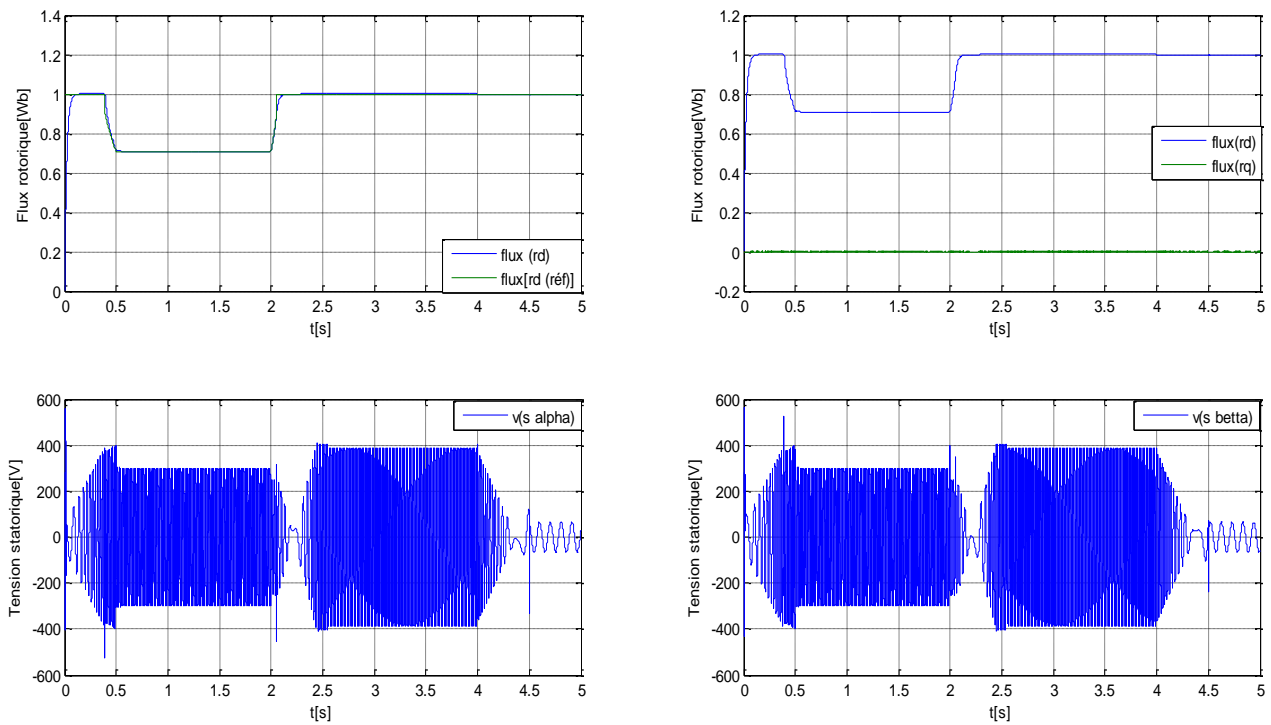 1.4
1.2
1
0.8
0.6
0.4
0.2
0
Flux rotorique[Wb]
flux (rd)
flux[rd (réf)]
0 0.5 1 1.5 2 2.5 3 3.5 4 4.5 5
t[s]
1.2
1
0.8
0.6
0.4
0.2
0
-0.2
Flux rotorique[Wb]
flux(rd)
flux(rq)
0 0.5 1 1.5 2 2.5 3 3.5 4 4.5 5
t[s]
600
400
200
0
-200
-400
-600
Tension statorique[V]
v(s alpha)
0 0.5 1 1.5 2 2.5 3 3.5 4 4.5 5
t[s]
600
400
200
0
-200
-400
-600
Tension statorique[V]
v(s betta)
0 0.5 1 1.5 2 2.5 3 3.5 4 4.5 5
t[s]